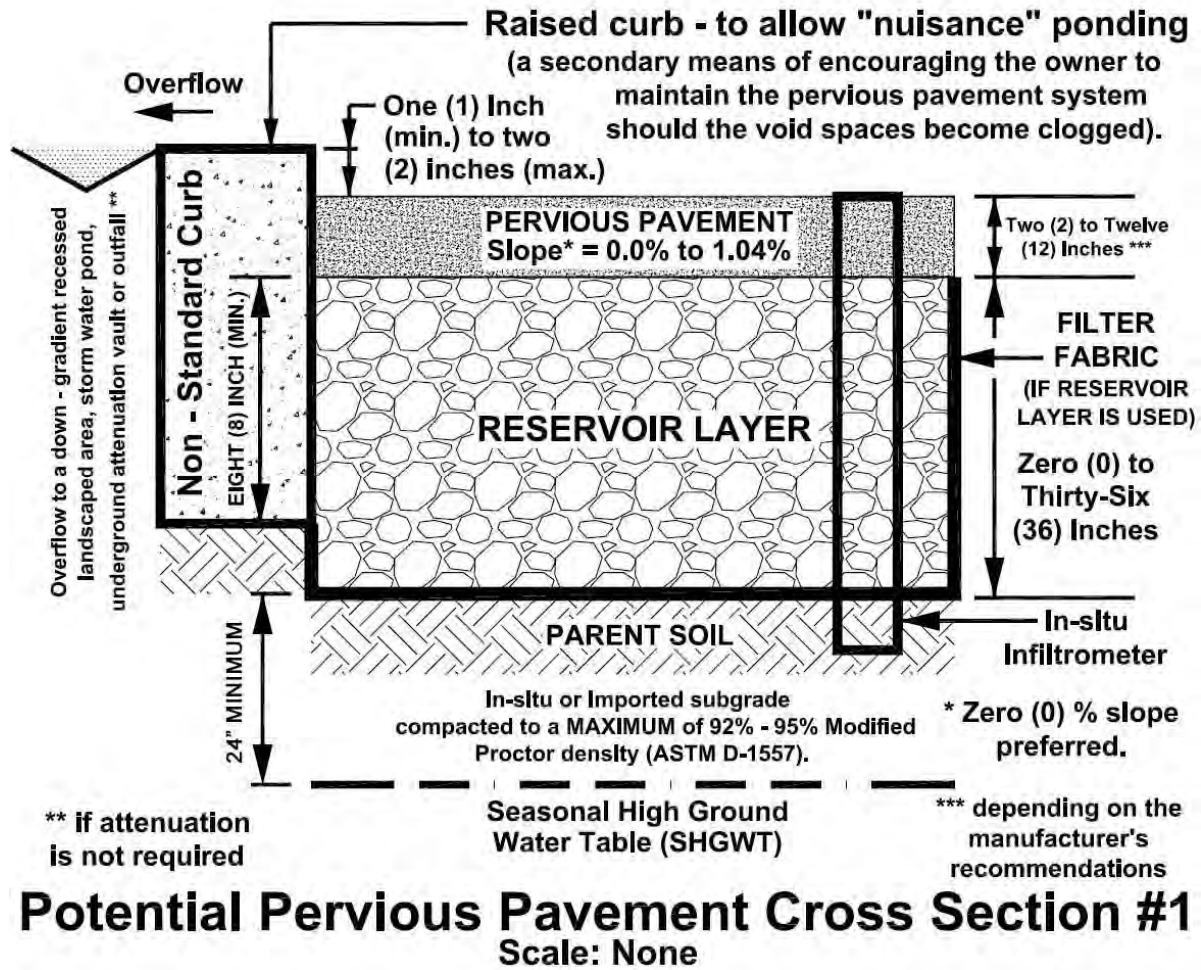 Raised curb - to allow "nuisance" ponding
(a secondary means of encouraging the owner to
maintain the pervious pavement system
should the void spaces become clogged).
Overflow
One (1) Inch
(min.) to two
(2) inches (max.)
Non - Standard Curb
EIGHT (8) INCH (MIN.)
Overflow to a down - gradient recessed
landscaped area, storm water pond,
underground attenuation vault or outfall **
PERVIOUS PAVEMENT
Slope* = 0.0% to 1.04%
Two (2) to Twelve
(12) Inches ***
RESERVOIR LAYER
FILTER
FABRIC
(IF RESERVOIR
LAYER IS USED)
Zero (0) to
Thirty-Six
(36) Inches
PARENT SOIL
In-situ
Infiltrometer
24" MINIMUM
In-situ or Imported subgrade
compacted to a MAXIMUM of 92% - 95% Modified
Proctor density (ASTM D-1557).
* Zero (0) % slope
preferred.
Seasonal High Ground
Water Table (SHGWT)
** if attenuation
is not required
*** depending on the
manufacturer's
recommendations
Potential Pervious Pavement Cross Section #1
Scale: None